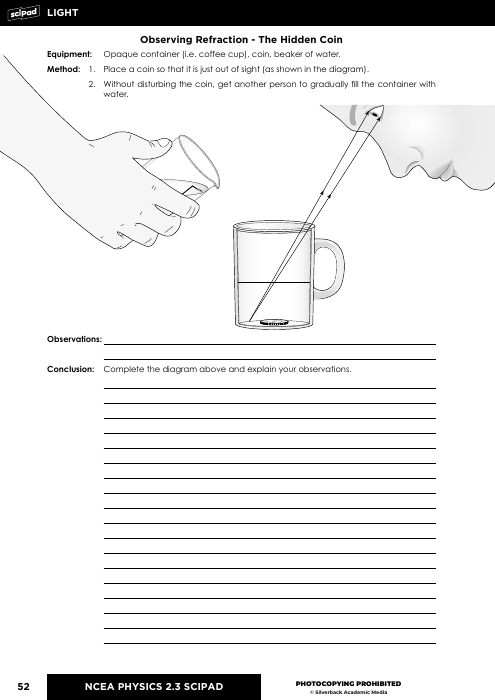 scipad LIGHT
Observing Refraction - The Hidden Coin
Equipment: Opaque container (i.e. coffee cup), coin, beaker of water.
Method: 1. Place a coin so that it is just out of sight (as shown in the diagram).
2. Without disturbing the coin, get another person to gradually fill the container with
water.
Observations:
Conclusion: Complete the diagram above and explain your observations.
52
NCEA PHYSICS 2.3 SCIPAD
PHOTOCOPYING PROHIBITED
© Silverback Academic Media